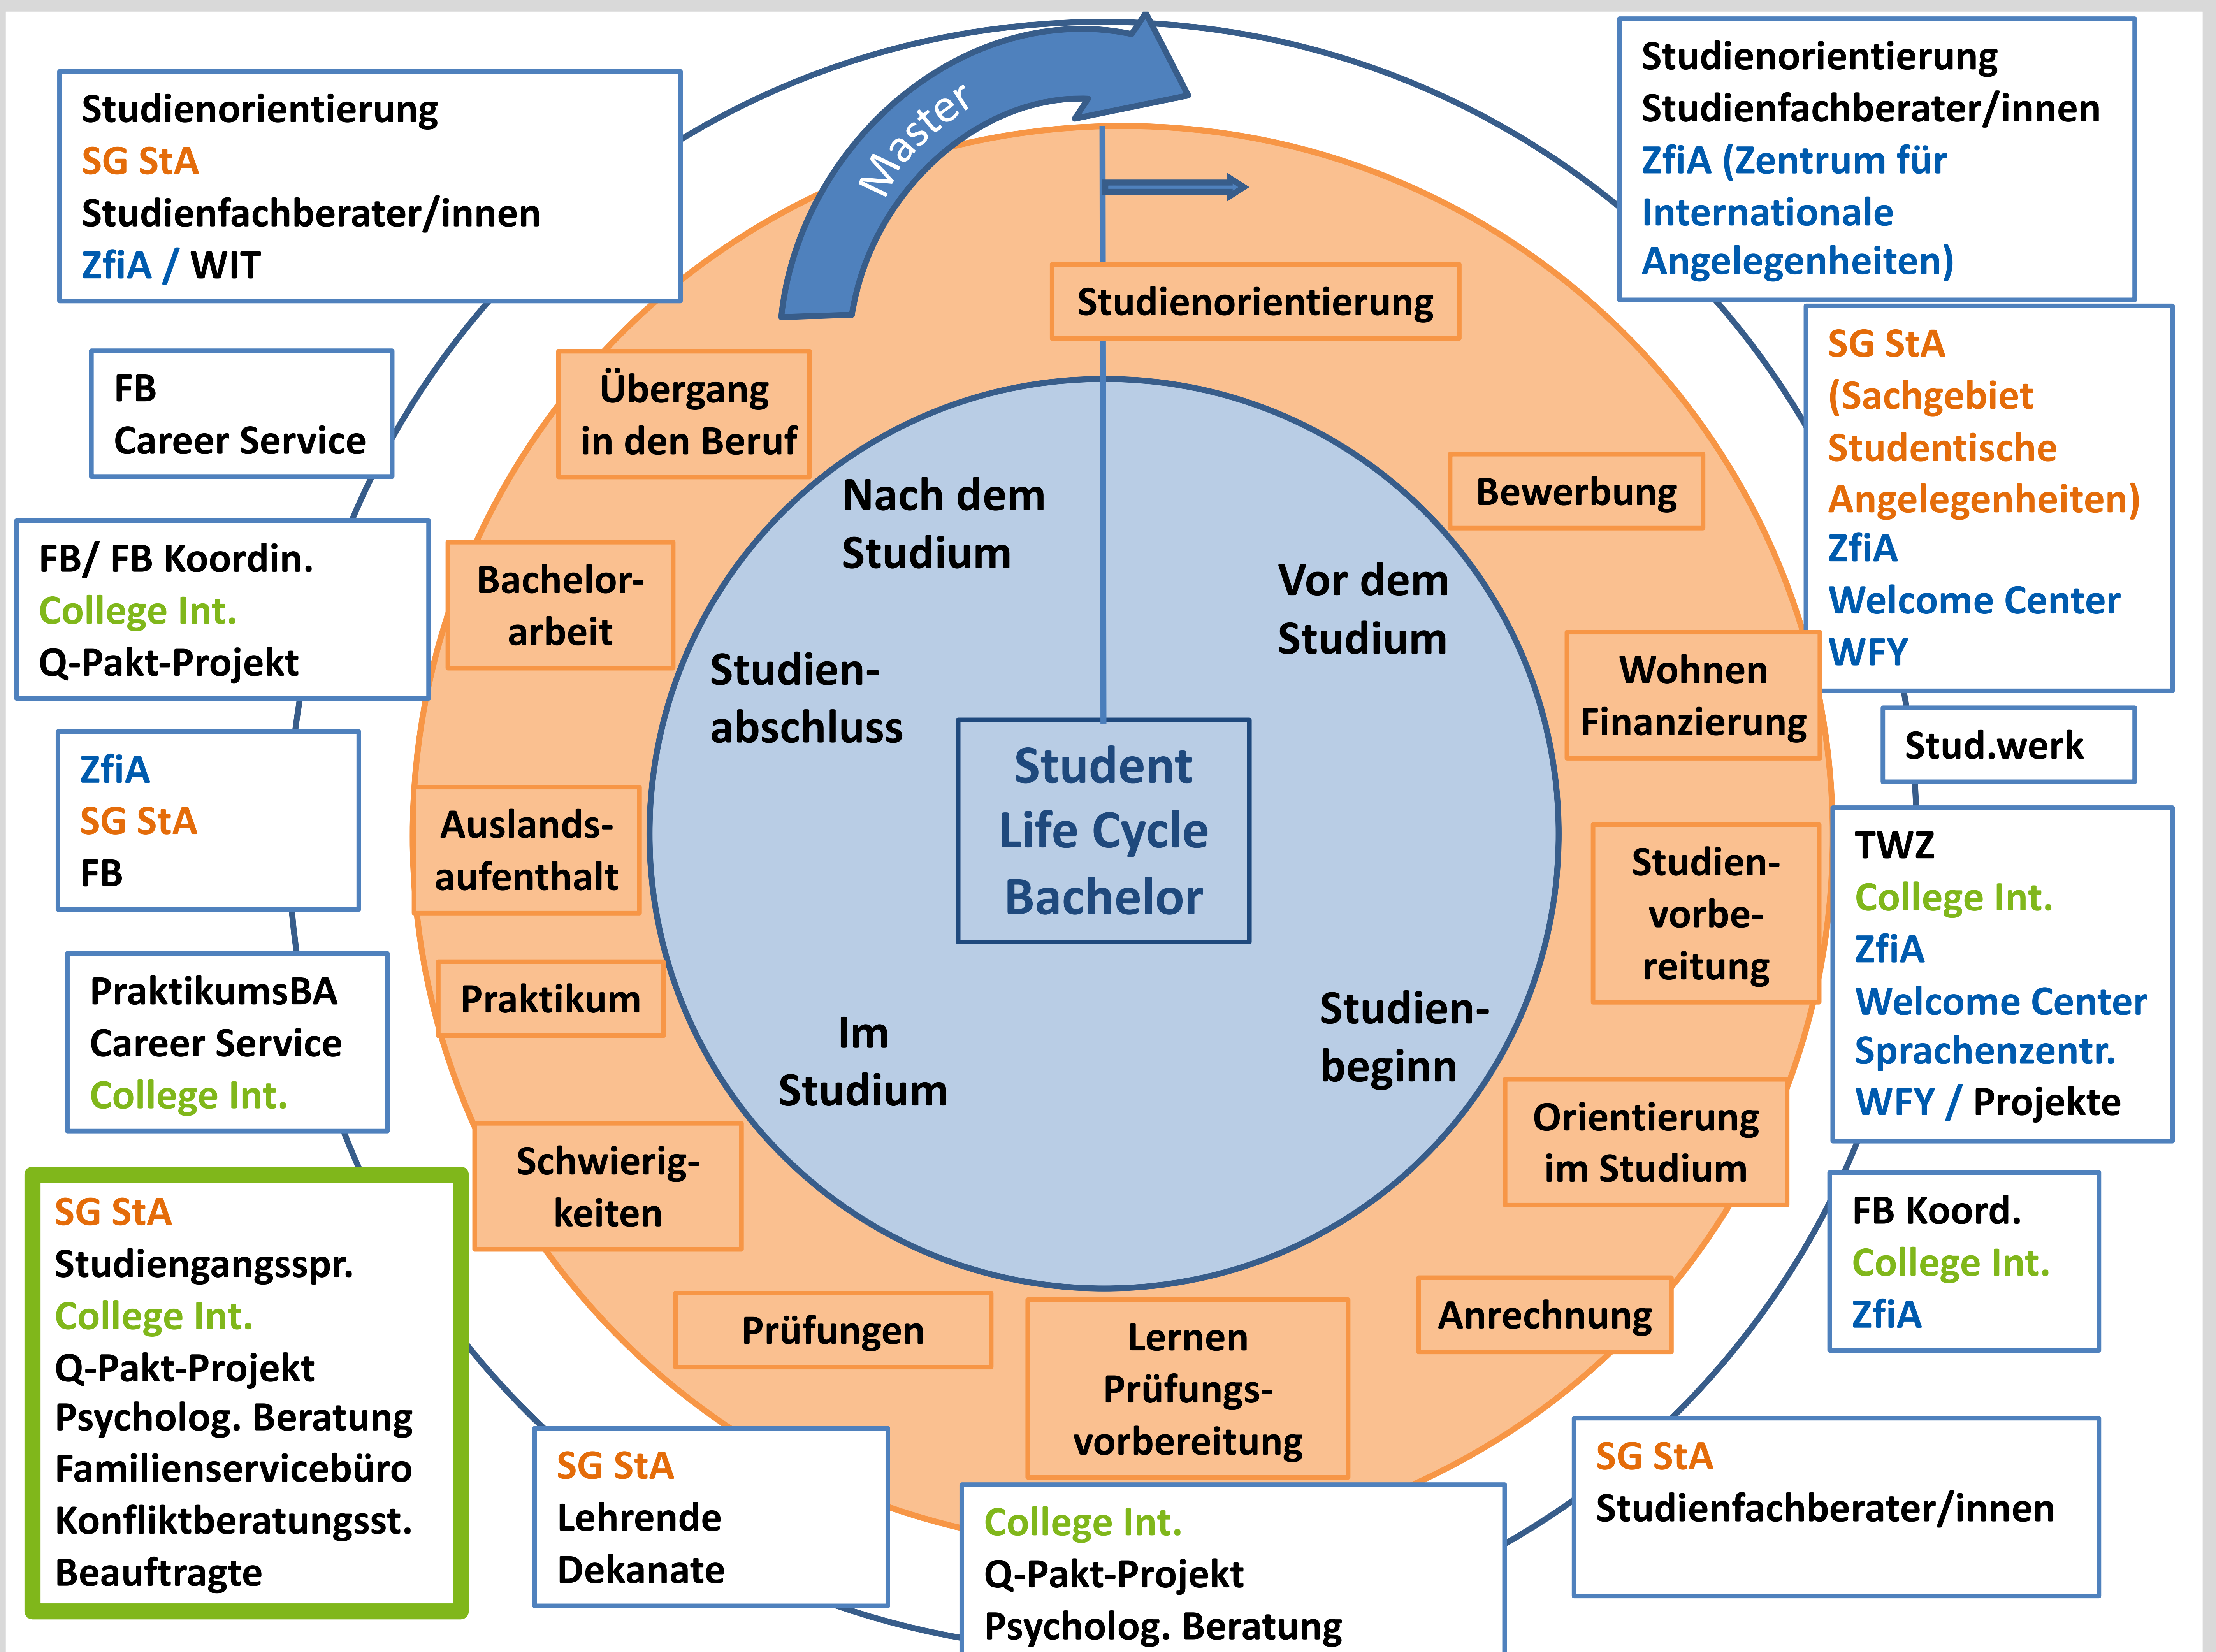 Master
Studienorientierung
SG StA
Studienfachberater/innen
ZfiA / WIT
Studienorientierung
Studienfachberater/innen
ZfiA (Zentrum für
Internationale
Angelegenheiten)
SG StA
(Sachgebiet
Studentische
Angelegenheiten)
ZfiA
Welcome Center
WFY
Stud.werk
TWZ
College Int.
ZfiA
Welcome Center
Sprachenzentr.
WFY / Projekte
FB Koord.
College Int.
ZfiA
SG StA
Studienfachberater/innen
College Int.
Q-Pakt-Projekt
Psycholog. Beratung
SG StA
Lehrende
Dekanate
SG StA
Studiengangsspr.
College Int.
Q-Pakt-Projekt
Psycholog. Beratung
Familienservicebüro
Konfliktberatungsst.
Beauftragte
PraktikumsBA
Career Service
College Int.
ZfiA
SG StA
FB
FB/ FB Koordin.
College Int.
Q-Pakt-Projekt
FB
Career Service
Studienorientierung
Bewerbung
Wohnen
Finanzierung
Studien-
vorbe-
reitung
Orientierung
im Studium
Anrechnung
Lernen
Prüfungs-
vorbereitung
Prüfungen
Schwierig-
keiten
Praktikum
Auslands-
aufenthalt
Bachelor-
arbeit
Übergang
in den Beruf
Nach dem
Studium
Vor dem
Studium
Studien-
abschluss
Studien-
beginn
Im
Studium
Student
Life Cycle
Bachelor